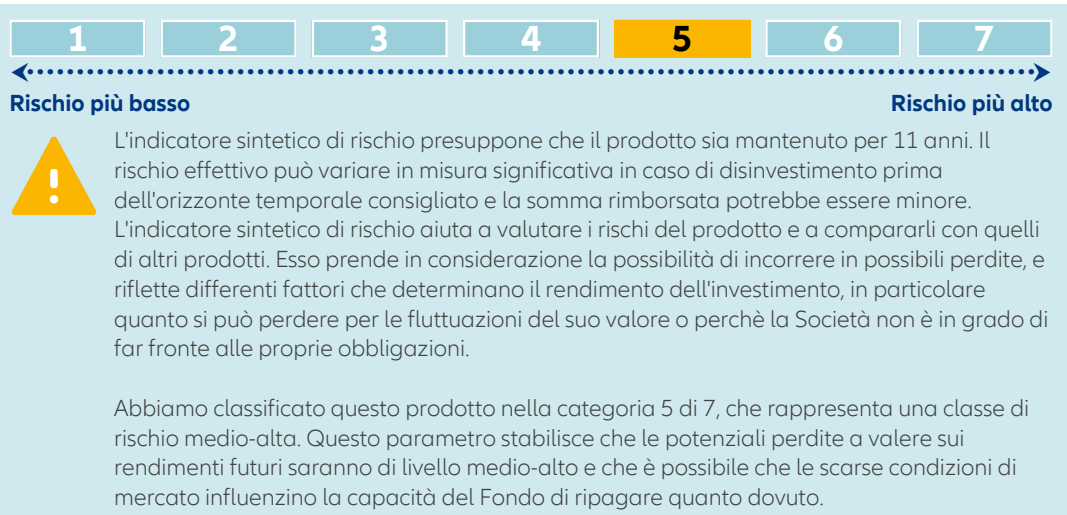 1 2 3 4 5 6 7
Rischio più basso Rischio più alto
L'indicatore sintetico di rischio presuppone che il prodotto sia mantenuto per 11 anni. Il
rischio effettivo può variare in misura significativa in caso di disinvestimento prima
dell'orizzonte temporale consigliato e la somma rimborsata potrebbe essere minore.
L'indicatore sintetico di rischio aiuta a valutare i rischi del prodotto e a compararli con quelli
di altri prodotti. Esso prende in considerazione la possibilità di incorrere in possibili perdite, e
riflette differenti fattori che determinano il rendimento dell'investimento, in particolare
quanto si può perdere per le fluttuazioni del suo valore o perchè la Società non è in grado di
far fronte alle proprie obbligazioni.
Abbiamo classificato questo prodotto nella categoria 5 di 7, che rappresenta una classe di
rischio medio-alta. Questo parametro stabilisce che le potenziali perdite a valere sui
rendimenti futuri saranno di livello medio-alto e che è possibile che le scarse condizioni di
mercato influenzino la capacità del Fondo di ripagare quanto dovuto.